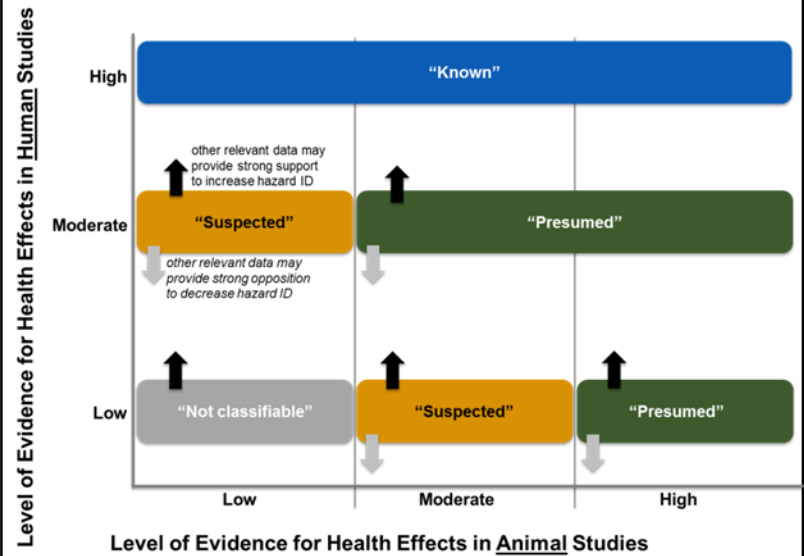 Level of Evidence for Health Effects in Human Studies
High
“Known”
other relevant data may
provide strong support
to increase hazard ID
Moderate
“Suspected”
“Presumed”
other relevant data may
provide strong opposition
to decrease hazard ID
Low
“Not classifiable”
“Suspected”
“Presumed”
Low
Moderate
High
Level of Evidence for Health Effects in Animal Studies